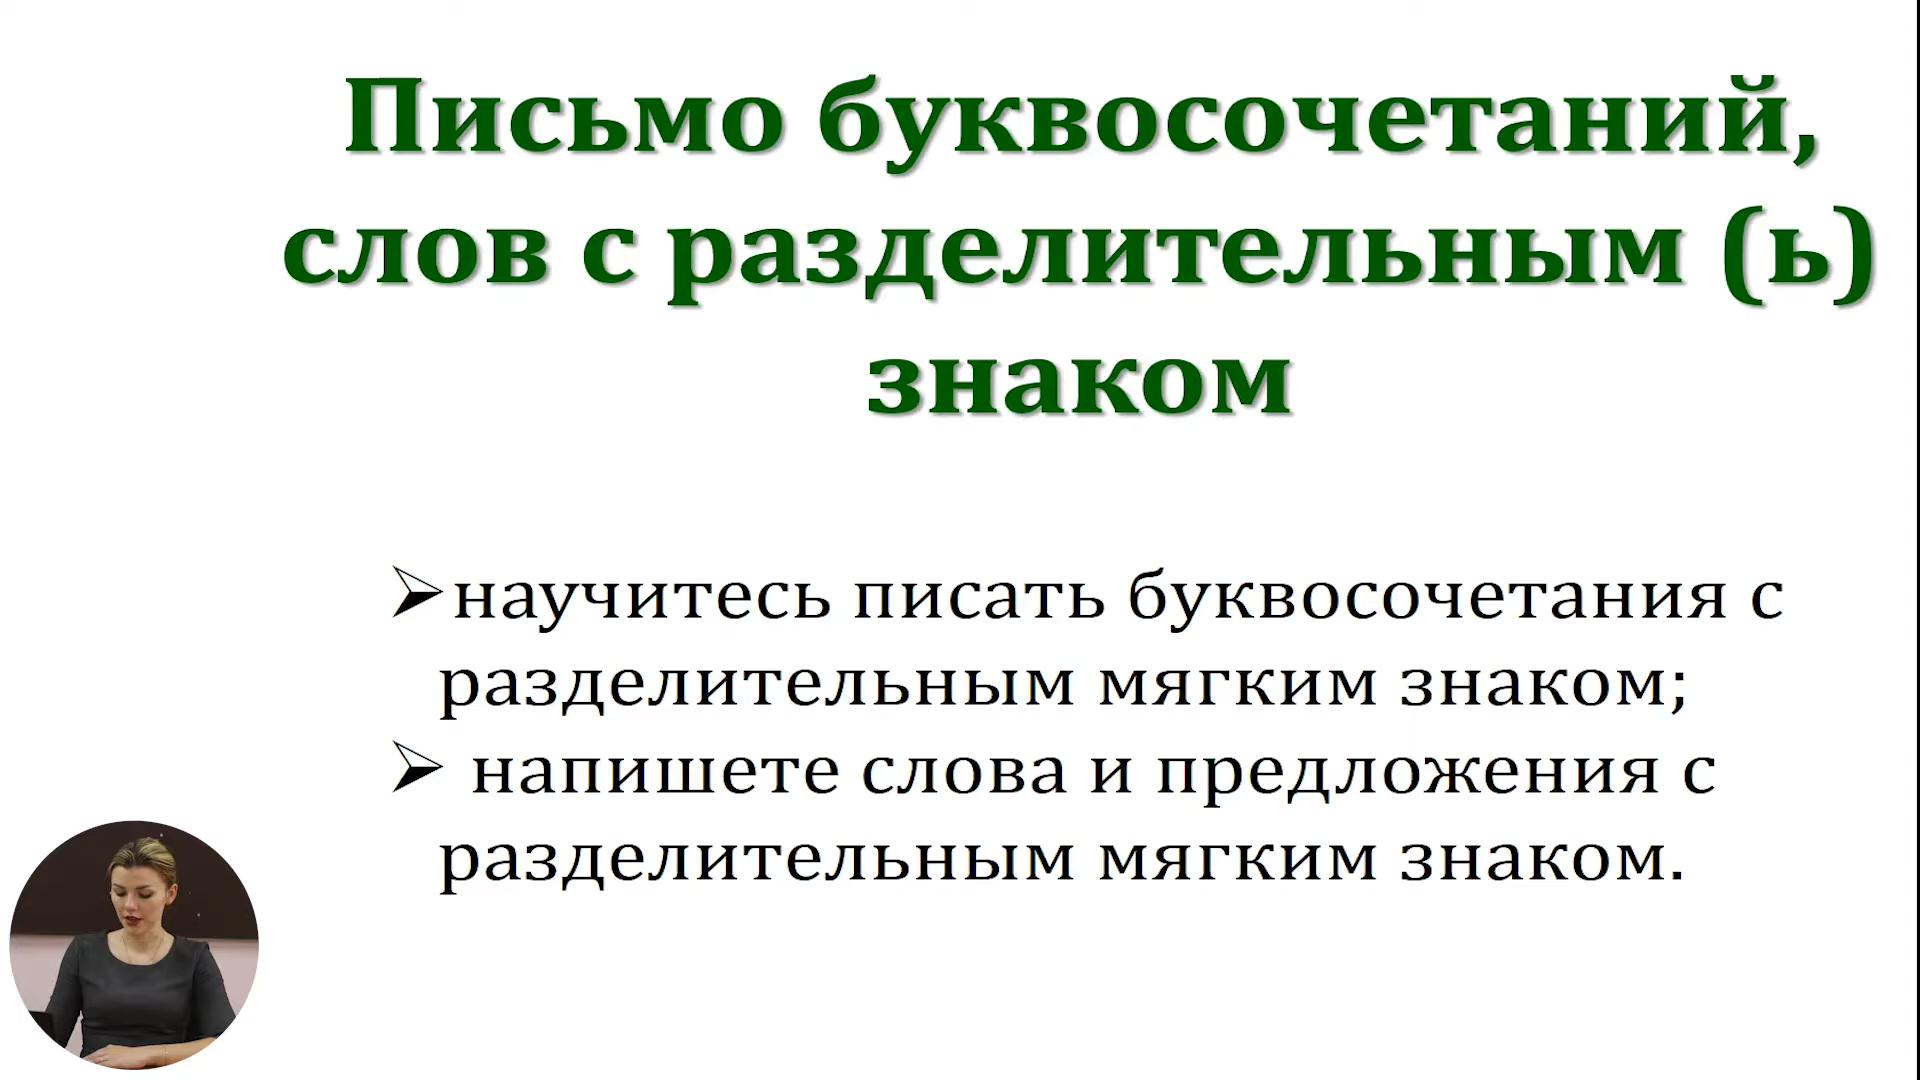 Письмо буквосочетаний,
слов с разделительным (ь)
знаком
научитесь писать буквосочетания с
разделительным мягким знаком;
напишете слова и предложения с
разделительным мягким знаком.